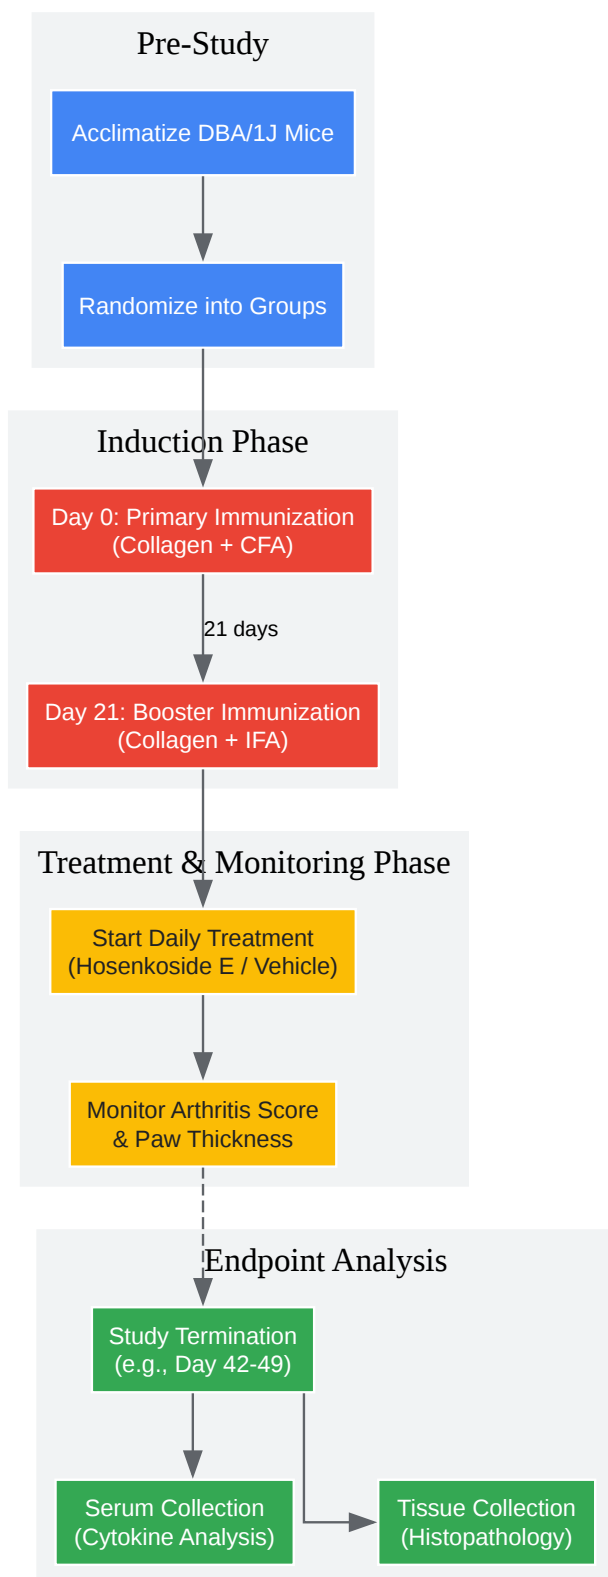 Pre-Study
Acclimatize DBA/1J Mice
Randomize into Groups
Induction Phase
Day 0: Primary Immunization
(Collagen + CFA)
21 days
Day 21: Booster Immunization
(Collagen + IFA)
Treatment & Monitoring Phase
Start Daily Treatment
(Hosenkoside E / Vehicle)
Monitor Arthritis Score
& Paw Thickness
Endpoint Analysis
Study Termination
(e.g., Day 42-49)
Serum Collection
(Cytokine Analysis)
Tissue Collection
(Histopathology)